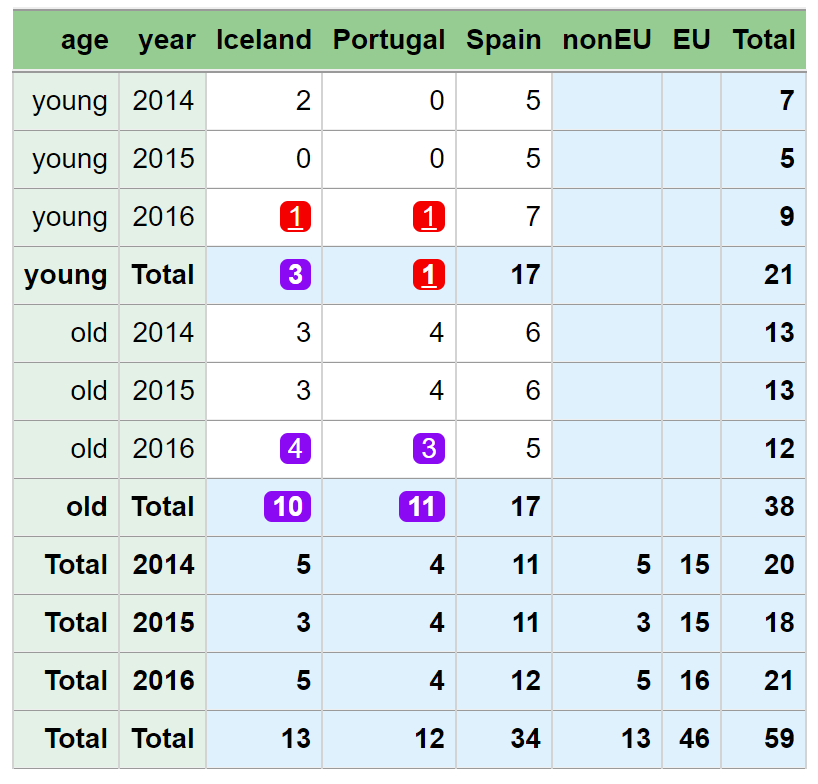 age year Iceland Portugal Spain nonEU EU Total
young 2014 2 0 5 7
young 2015 0 0 5 5
young 2016 1 1 7 9
young Total 3 1 17 21
old 2014 3 4 6 13
old 2015 3 4 6 13
old 2016 4 3 5 12
old Total 10 11 17 38
Total 2014 5 4 11 5 15 20
Total 2015 3 4 11 3 15 18
Total 2016 5 4 12 5 16 21
Total Total 13 12 34 13 46 59